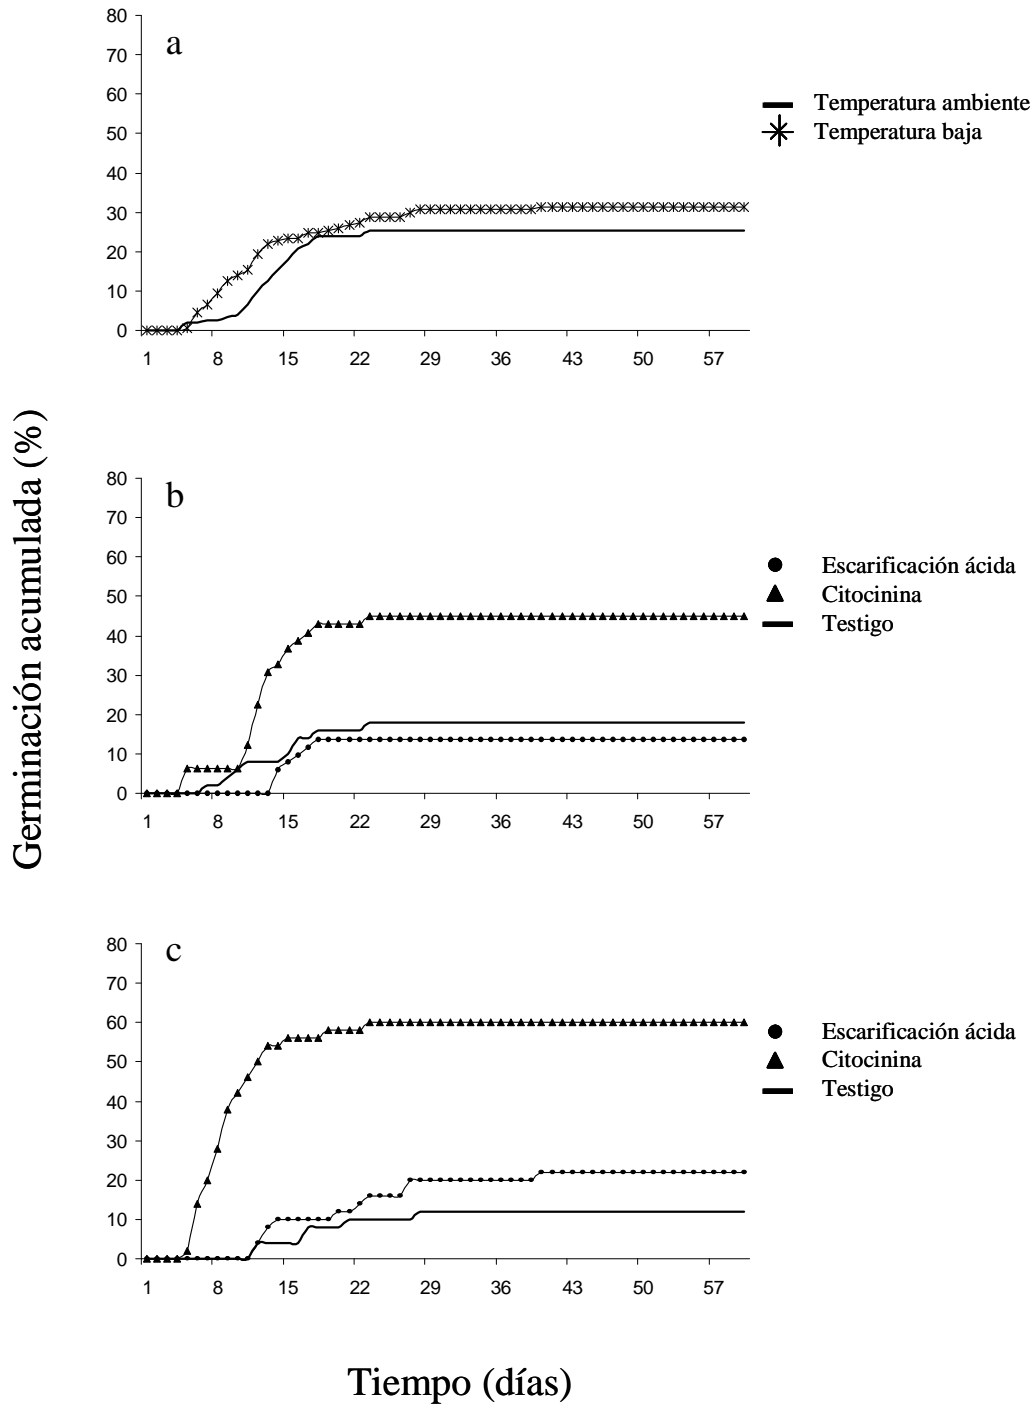 a
80
70
60
50
40
30
20
10
0
1 8 15 22 29 36 43 50 57
Temperatura ambiente
Temperatura baja
Germinación acumulada (%)
b
80
70
60
50
40
30
20
10
0
1 8 15 22 29 36 43 50 57
Escarificación ácida
Citocinina
Testigo
c
80
70
60
50
40
30
20
10
0
1 8 15 22 29 36 43 50 57
Escarificación ácida
Citocinina
Testigo
Tiempo (días)